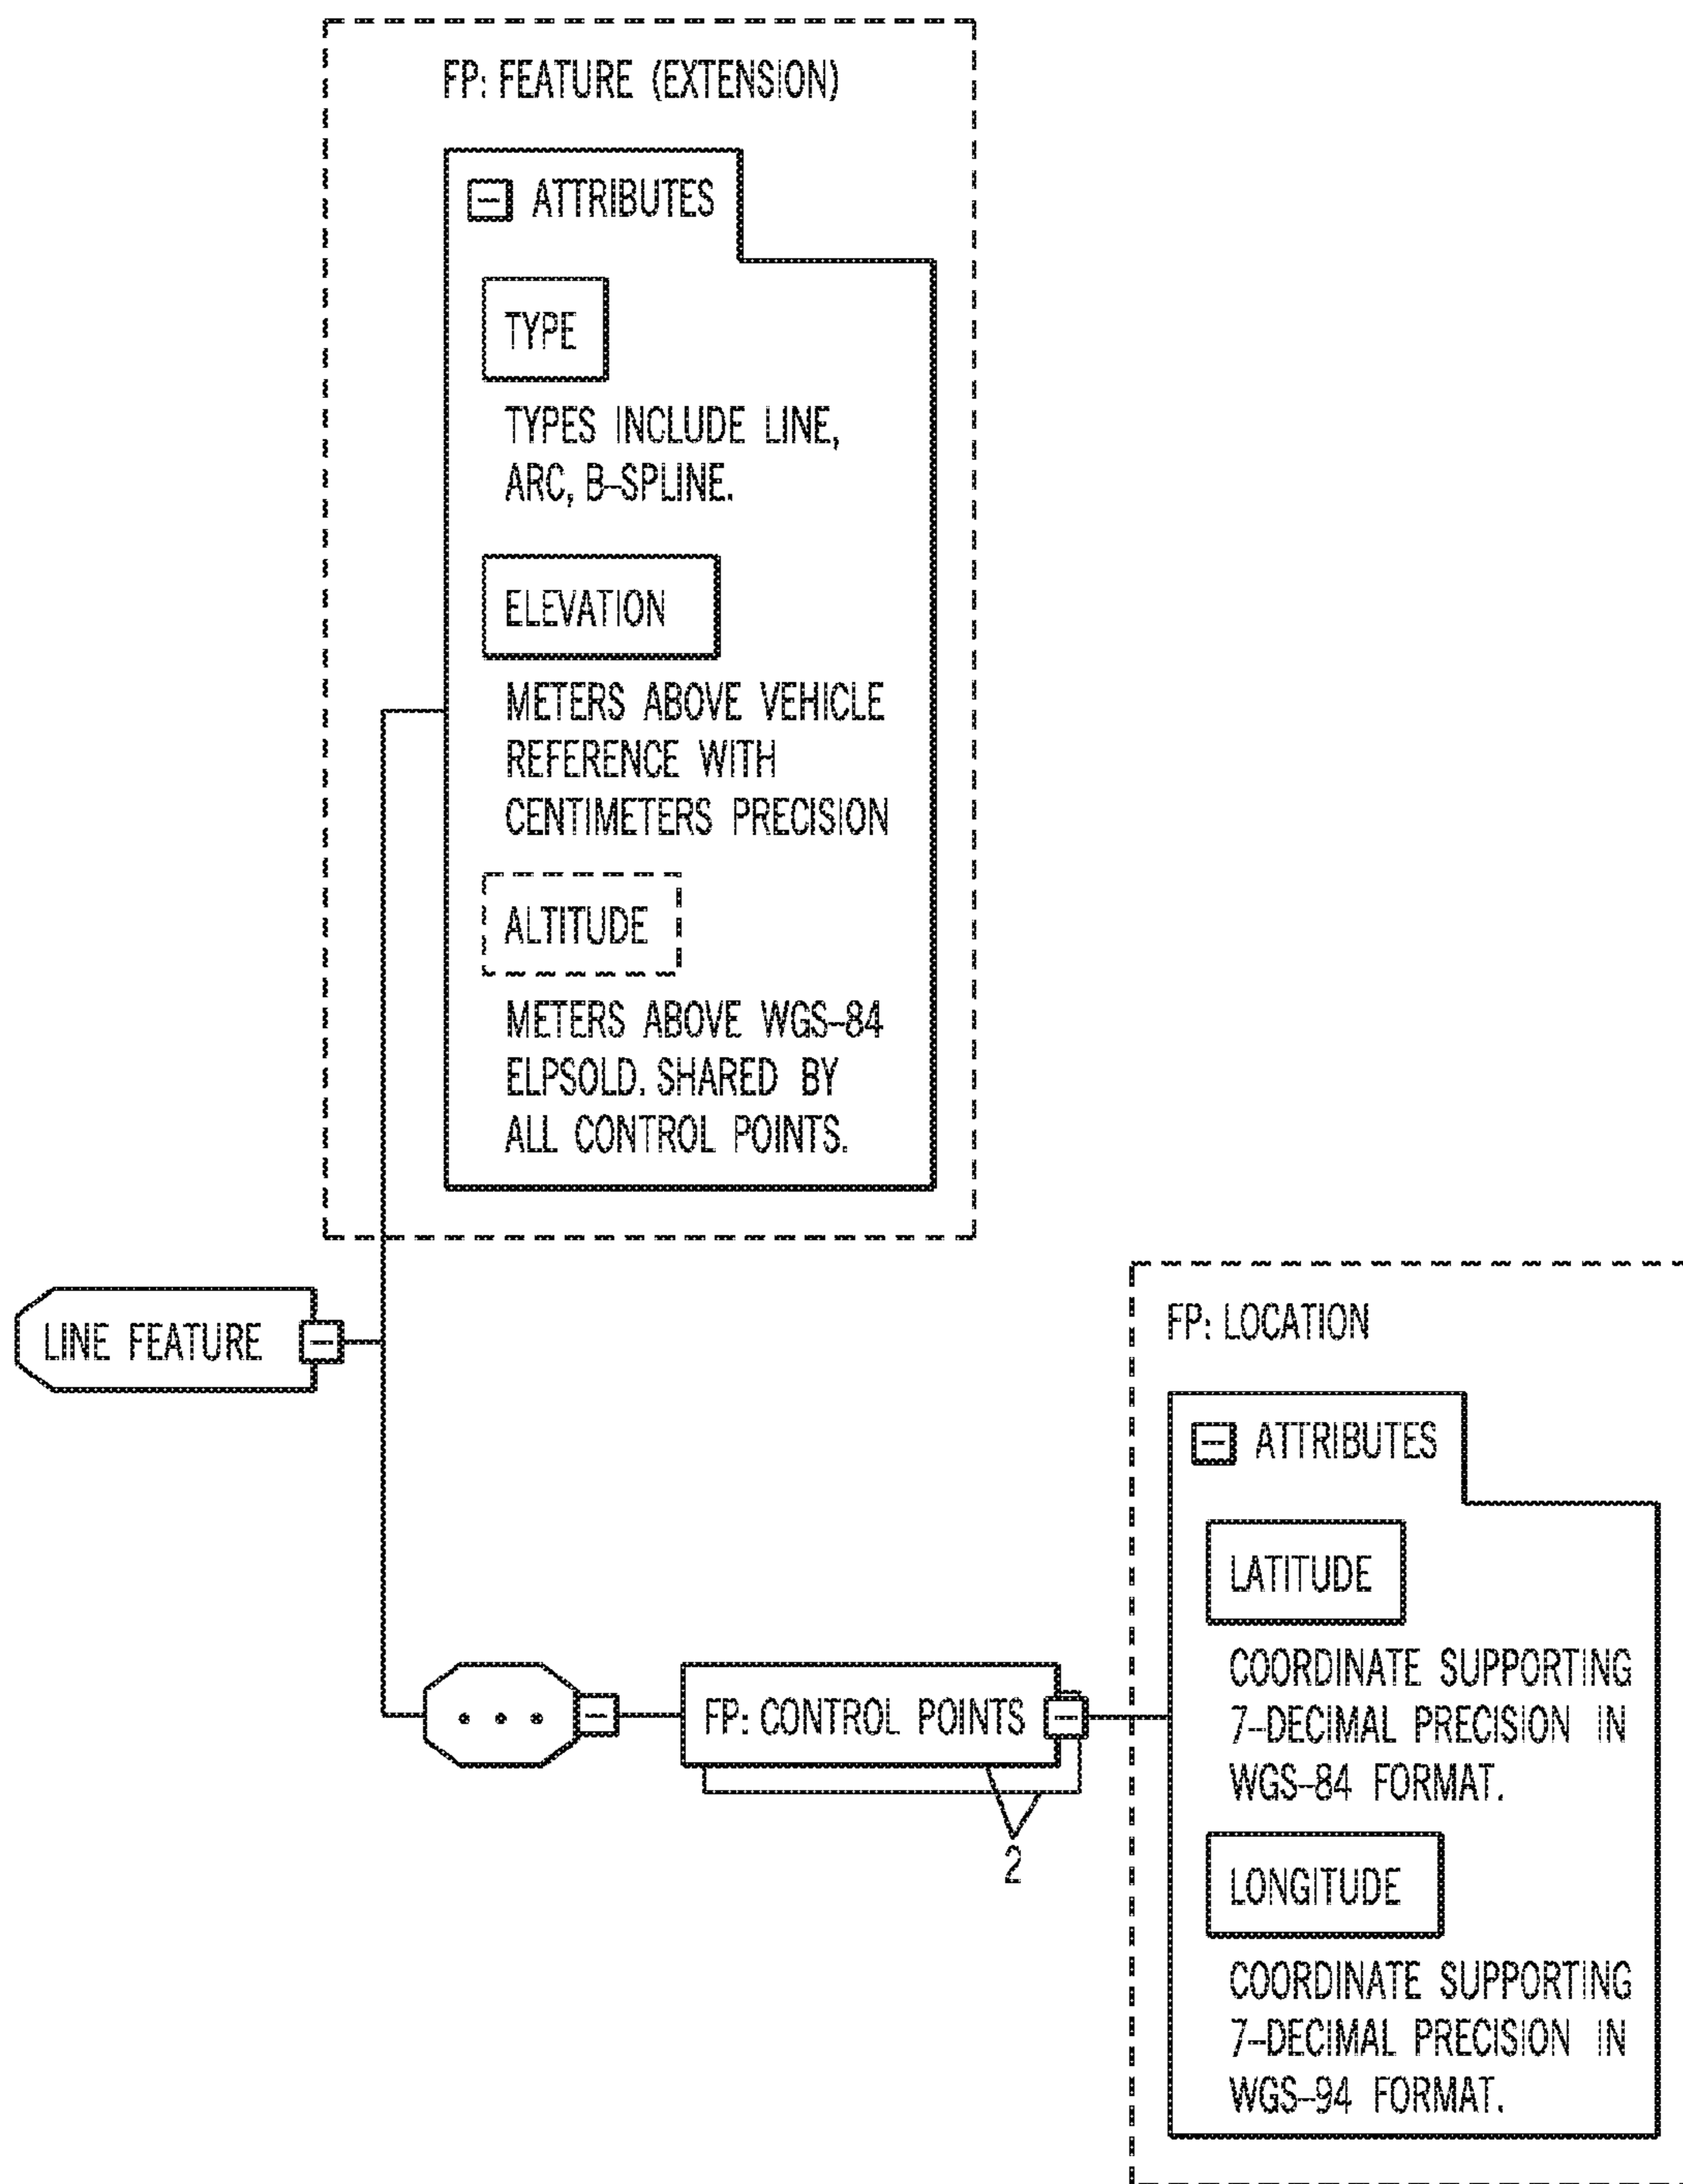 FP: FEATURE (EXTENSION)
ATTRIBUTES
TYPE
TYPES INCLUDE LINE,
ARC, B-SPLINE.
ELEVATION
METERS ABOVE VEHICLE
REFERENCE WITH
CENTIMETERS PRECISION
ALTITUDE
METERS ABOVE WGS-84
ELPSOLD. SHARED BY
ALL CONTROL POINTS.
LINE FEATURE
FP: CONTROL POINTS
2
FP: LOCATION
ATTRIBUTES
LATITUDE
COORDINATE SUPPORTING
7-DECIMAL PRECISION IN
WGS-84 FORMAT.
LONGITUDE
COORDINATE SUPPORTING
7-DECIMAL PRECISION IN
WGS-94 FORMAT.